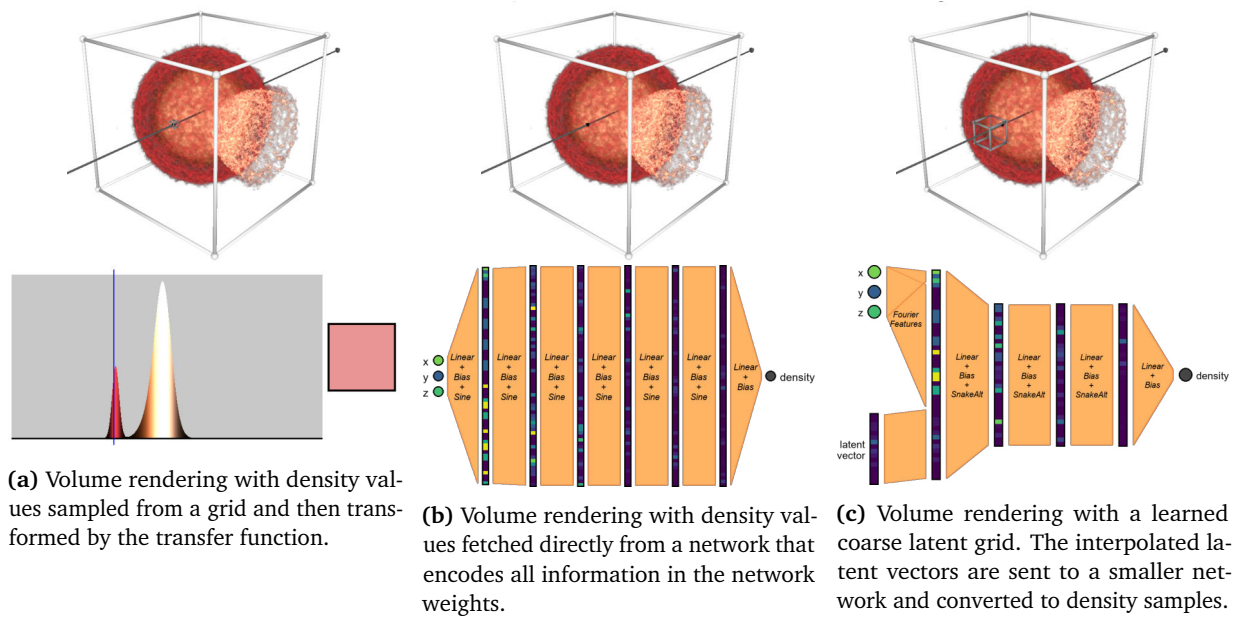 x
y
z
Linear
+
Bias
+
Sine
Linear
+
Bias
+
Sine
Linear
+
Bias
+
Sine
Linear
+
Bias
+
Sine
Linear
+
Bias
+
Sine
Linear
+
Bias
+
Sine
Linear
+
Bias
density
x
y
z
Fourier
Features
latent
vector
Linear
+
Bias
+
SnakeAlt
Linear
+
Bias
+
SnakeAlt
Linear
+
Bias
+
SnakeAlt
Linear
+
Bias
density
(a) Volume rendering with density val-
ues sampled from a grid and then trans-
formed by the transfer function.
(b) Volume rendering with density val-
ues fetched directly from a network that
encodes all information in the network
weights.
(c) Volume rendering with a learned
coarse latent grid. The interpolated la-
tent vectors are sent to a smaller net-
work and converted to density samples.